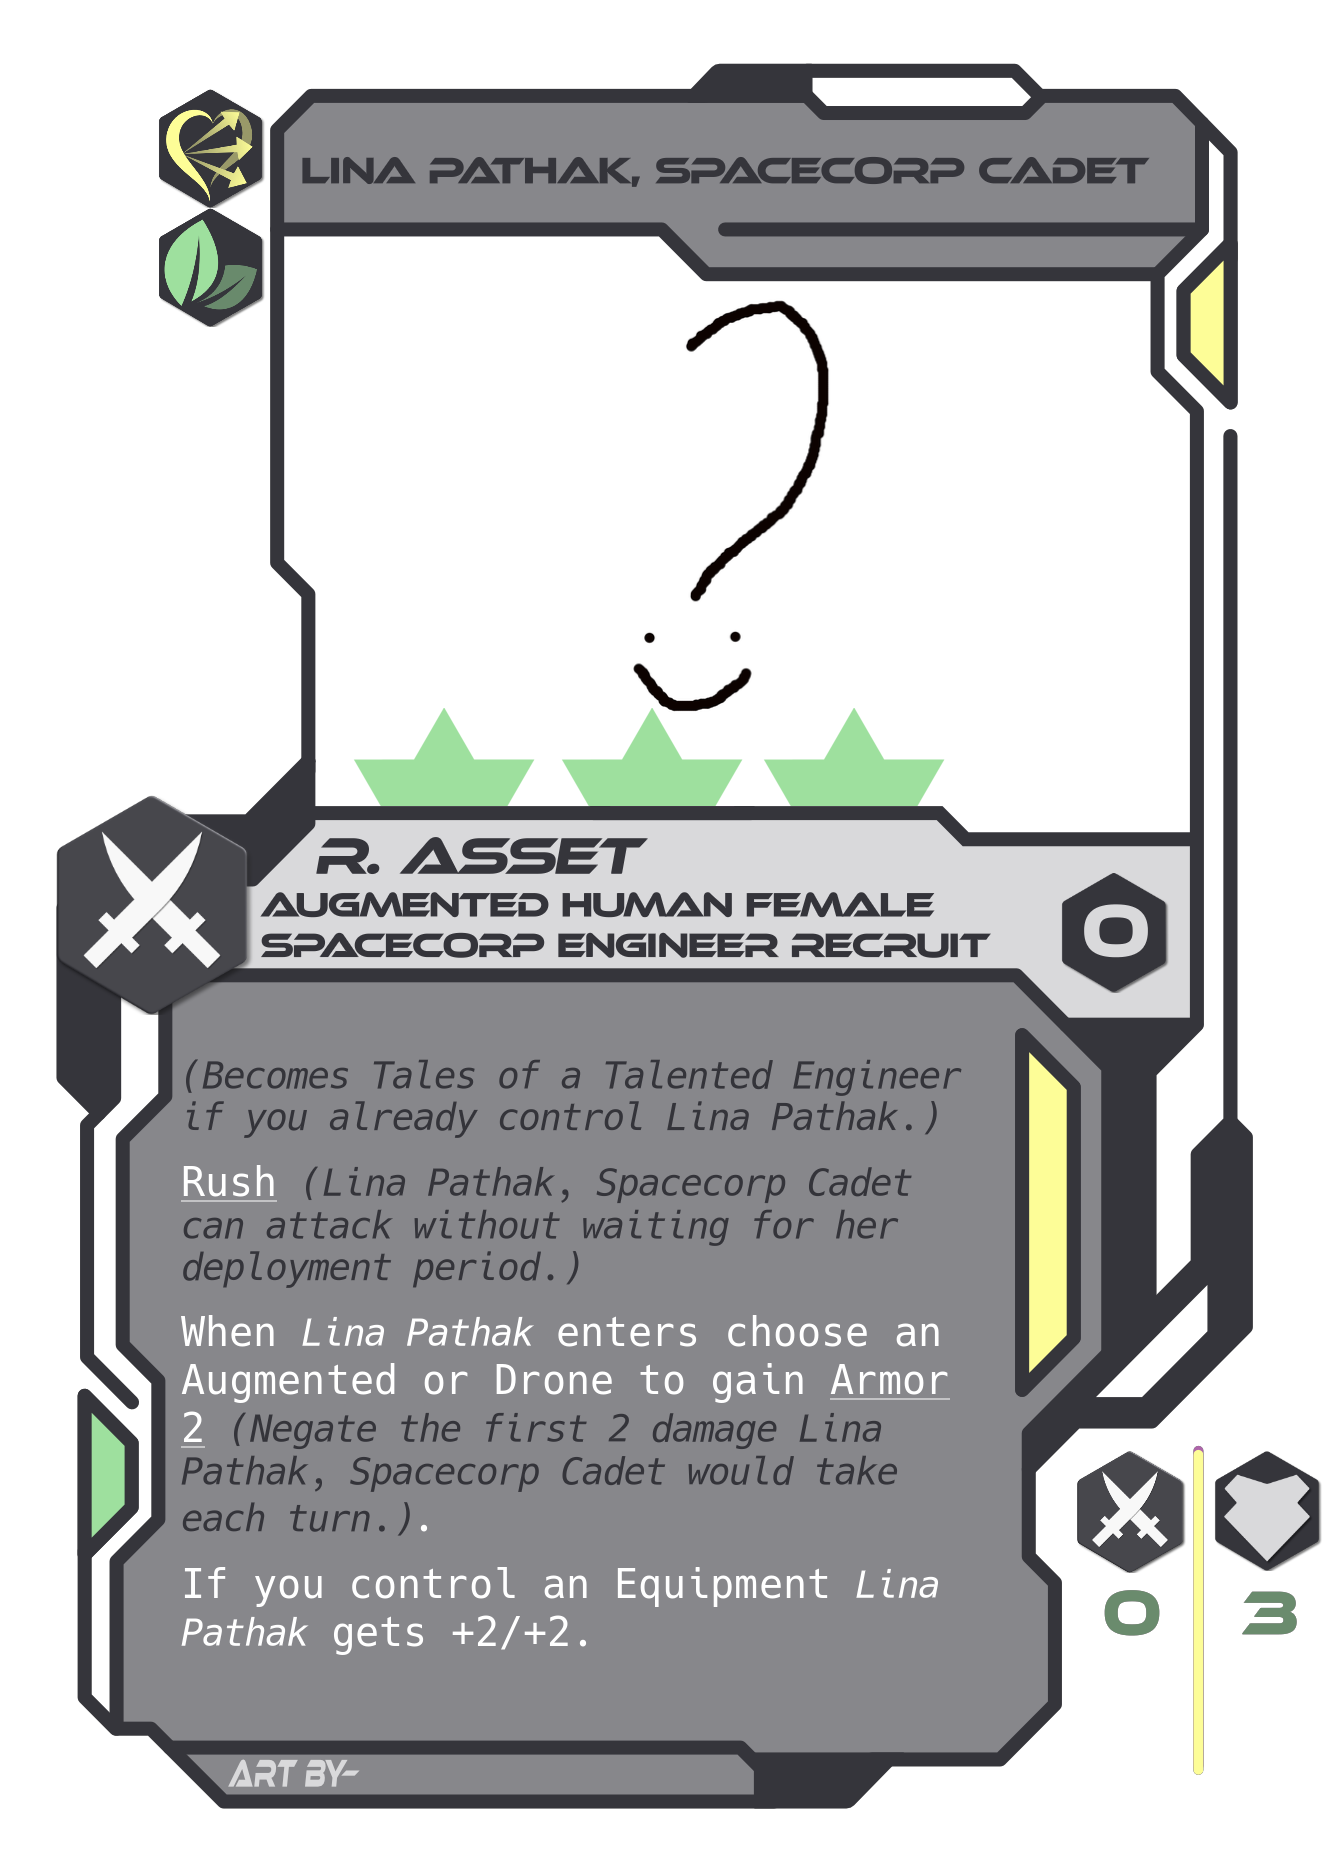 LINA PATHAK, SPACECORP CADET
R. ASSET
AUGMENTED HUMAN FEMALE
SPACECORP ENGINEER RECRUIT
0
(Becomes Tales of a Talented Engineer
if you already control Lina Pathak.)
Rush (Lina Pathak, Spacecorp Cadet
can attack without waiting for her
deployment period.)
When Lina Pathak enters choose an
Augmented or Drone to gain Armor
2 (Negate the first 2 damage Lina
Pathak, Spacecorp Cadet would take
each turn.).
If you control an Equipment Lina
Pathak gets +2/+2.
0
3
ART BY-